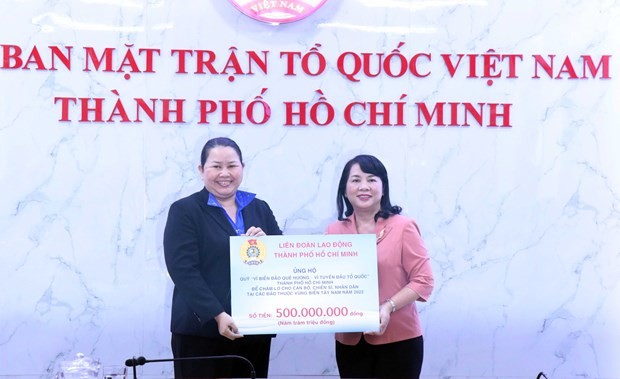 VIỆT NAM
BAN MẶT TRẬN TỔ QUỐC VIỆT NAM
THÀNH PHỐ HỒ CHÍ MINH
LIÊN ĐOÀN LAO ĐỘNG
THÀNH PHỐ HỒ CHÍ MINH
ỦNG HỘ
QUỸ "VÌ BIỂN ĐẢO QUÊ HƯƠNG - VÌ TUYẾN ĐẦU TỔ QUỐC"
THÀNH PHỐ HỒ CHÍ MINH
ĐỂ CHĂM LO CHO CÁN BỘ, CHIẾN SĨ, NHÂN DÂN
TẠI CÁC ĐẢO THUỘC VÙNG BIỂN TÂY NAM NĂM 2022
SỐ TIỀN: 500.000.000 đồng
(Năm trăm triệu đồng)